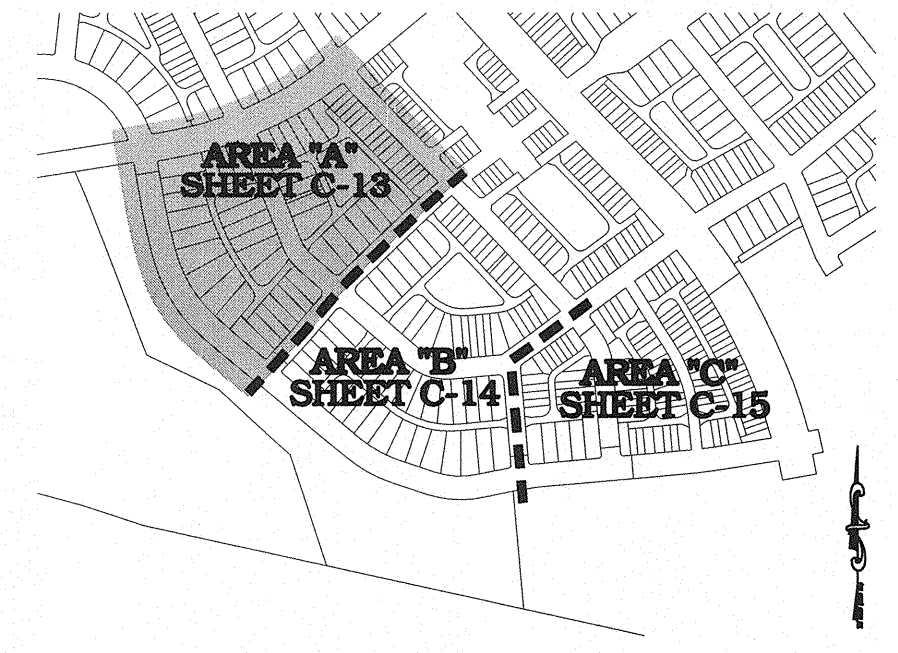 AREA "A"
SHEET C-13
AREA "B"
SHEET C-14
AREA "C"
SHEET C-15